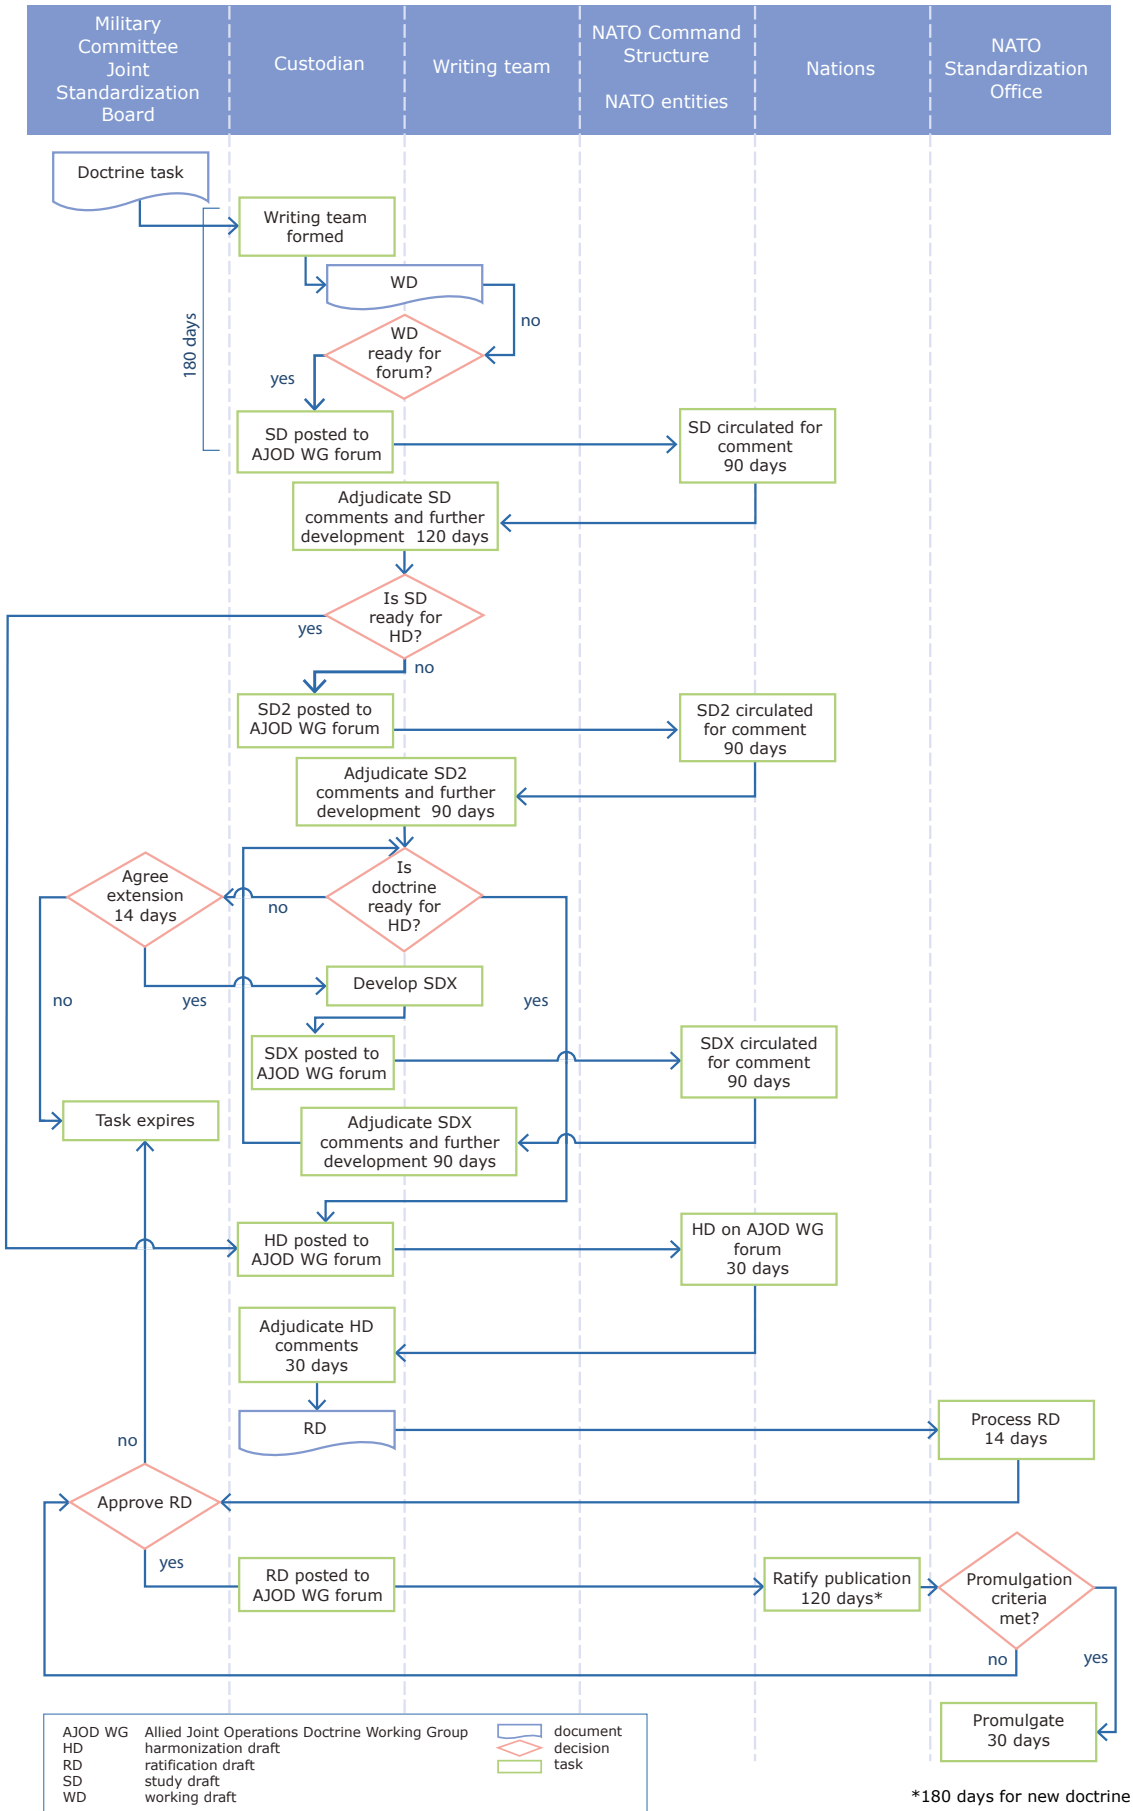 Military
Committee
Joint
Standardization
Board
Custodian
Writing team
NATO Command
Structure
NATO entities
Nations
NATO
Standardization
Office
Doctrine task
Writing team
formed
WD
no
WD
ready for
forum?
yes
180 days
SD posted to
AJOD WG forum
SD circulated for
comment
90 days
Adjudicate SD
comments and further
development 120 days
Is SD
ready for
HD?
yes
no
SD2 posted to
AJOD WG forum
SD2 circulated
for comment
90 days
Adjudicate SD2
comments and further
development 90 days
Is
doctrine
ready for
HD?
no
Agree
extension
14 days
no
yes
Develop SDX
yes
SDX posted to
AJOD WG forum
SDX circulated
for comment
90 days
Task expires
Adjudicate SDX
comments and further
development 90 days
HD posted to
AJOD WG forum
HD on AJOD WG
forum
30 days
Adjudicate HD
comments
30 days
RD
Process RD
14 days
no
Approve RD
yes
RD posted to
AJOD WG forum
Ratify publication
120 days*
Promulgation
criteria
met?
no
yes
Promulgate
30 days
AJOD WG Allied Joint Operations Doctrine Working Group
HD harmonization draft
RD ratification draft
SD study draft
WD working draft
document
decision
task
*180 days for new doctrine